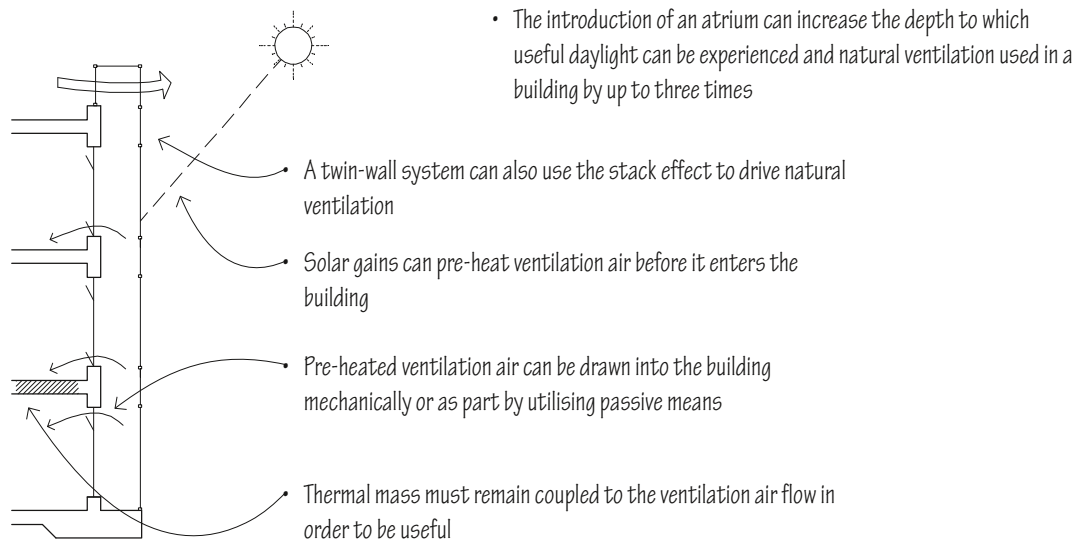 • The introduction of an atrium can increase the depth to which
useful daylight can be experienced and natural ventilation used in a
building by up to three times
• A twin-wall system can also use the stack effect to drive natural
ventilation
• Solar gains can pre-heat ventilation air before it enters the
building
• Pre-heated ventilation air can be drawn into the building
mechanically or as part by utilising passive means
• Thermal mass must remain coupled to the ventilation air flow in
order to be useful